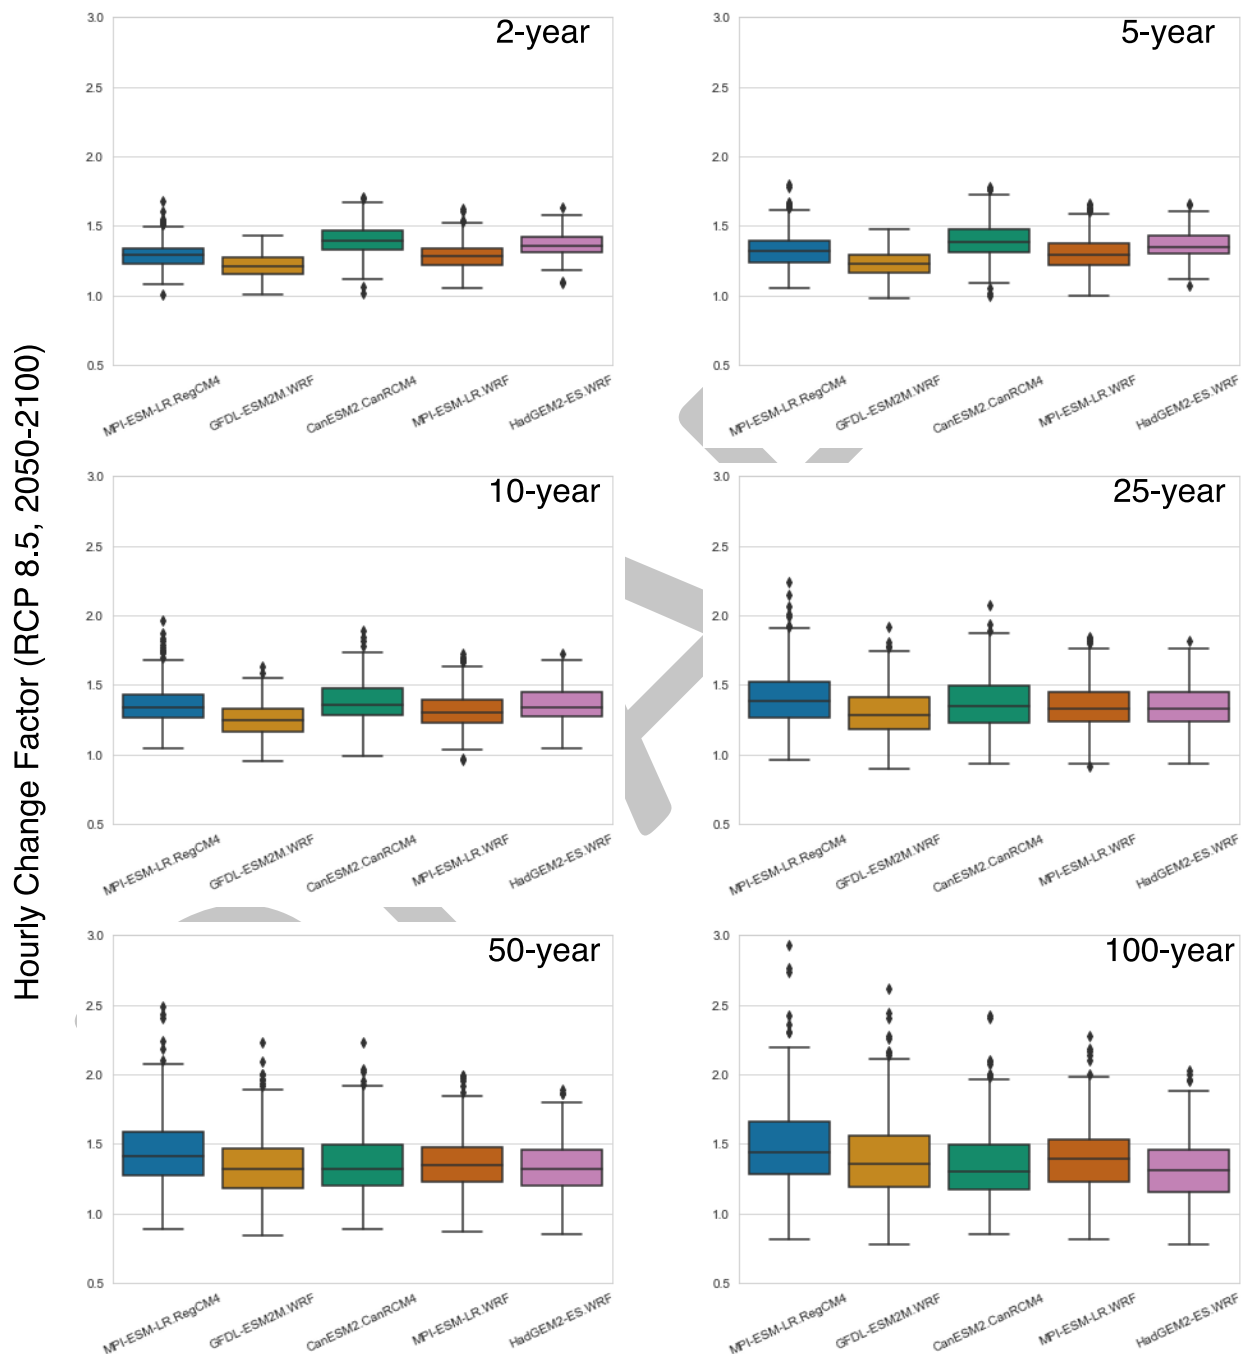 Hourly Change Factor (RCP 8.5, 2050-2100)
2-year
3.0
2.5
2.0
1.5
1.0
0.5
MPI-ESM-LR.RegCM4
GFDL-ESM2M.WRF
CanESM2.CanRCM4
MPI-ESM-LR.WRF
HadGEM2-ES.WRF
5-year
3.0
2.5
2.0
1.5
1.0
0.5
MPI-ESM-LR.RegCM4
GFDL-ESM2M.WRF
CanESM2.CanRCM4
MPI-ESM-LR.WRF
HadGEM2-ES.WRF
10-year
3.0
2.5
2.0
1.5
1.0
0.5
MPI-ESM-LR.RegCM4
GFDL-ESM2M.WRF
CanESM2.CanRCM4
MPI-ESM-LR.WRF
HadGEM2-ES.WRF
25-year
3.0
2.5
2.0
1.5
1.0
0.5
MPI-ESM-LR.RegCM4
GFDL-ESM2M.WRF
CanESM2.CanRCM4
MPI-ESM-LR.WRF
HadGEM2-ES.WRF
50-year
3.0
2.5
2.0
1.5
1.0
0.5
MPI-ESM-LR.RegCM4
GFDL-ESM2M.WRF
CanESM2.CanRCM4
MPI-ESM-LR.WRF
HadGEM2-ES.WRF
100-year
3.0
2.5
2.0
1.5
1.0
0.5
MPI-ESM-LR.RegCM4
GFDL-ESM2M.WRF
CanESM2.CanRCM4
MPI-ESM-LR.WRF
HadGEM2-ES.WRF